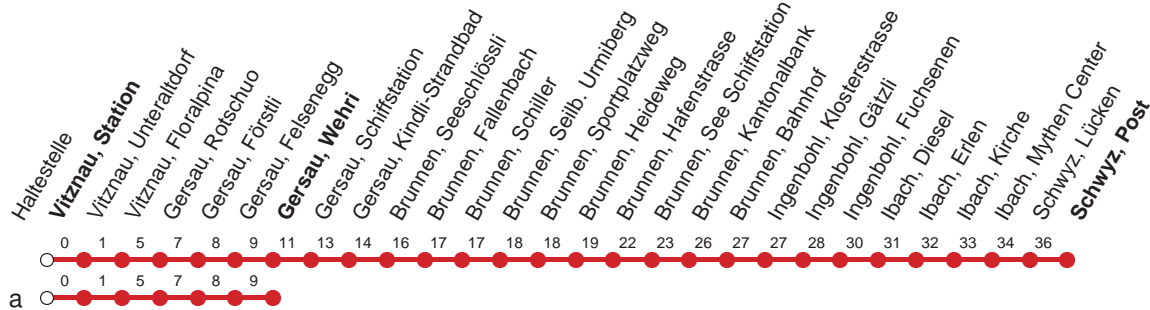 Haltestelle
Vitznau, Station
Vitznau, Unteraltdorf
Vitznau, Floralpina
Gersau, Rotschuo
Gersau, Förstli
Gersau, Felsenegg
Gersau, Wehri
Gersau, Schiffstation
Gersau, Kindli-Strandbad
Brunnen, Seeschlössli
Brunnen, Fallenbach
Brunnen, Schiller
Brunnen, Seilb. Urmiberg
Brunnen, Sportplatzweg
Brunnen, Heideweg
Brunnen, Hafenstrasse
Brunnen, See Schiffstation
Brunnen, Kantonalbank
Brunnen, Bahnhof
Ingenbohl, Klosterstrasse
Ingenbohl, Gätzli
Ingenbohl, Fuchsenen
Ibach, Diesel
Ibach, Erlen
Ibach, Kirche
Ibach, Mythen Center
Schwyz, Lücken
Schwyz, Post
0 1 5 7 8 9 11 13 14 16 17 17 18 18 19 22 23 26 27 27 28 30 31 32 33 34 36
0 1 5 7 8 9
a